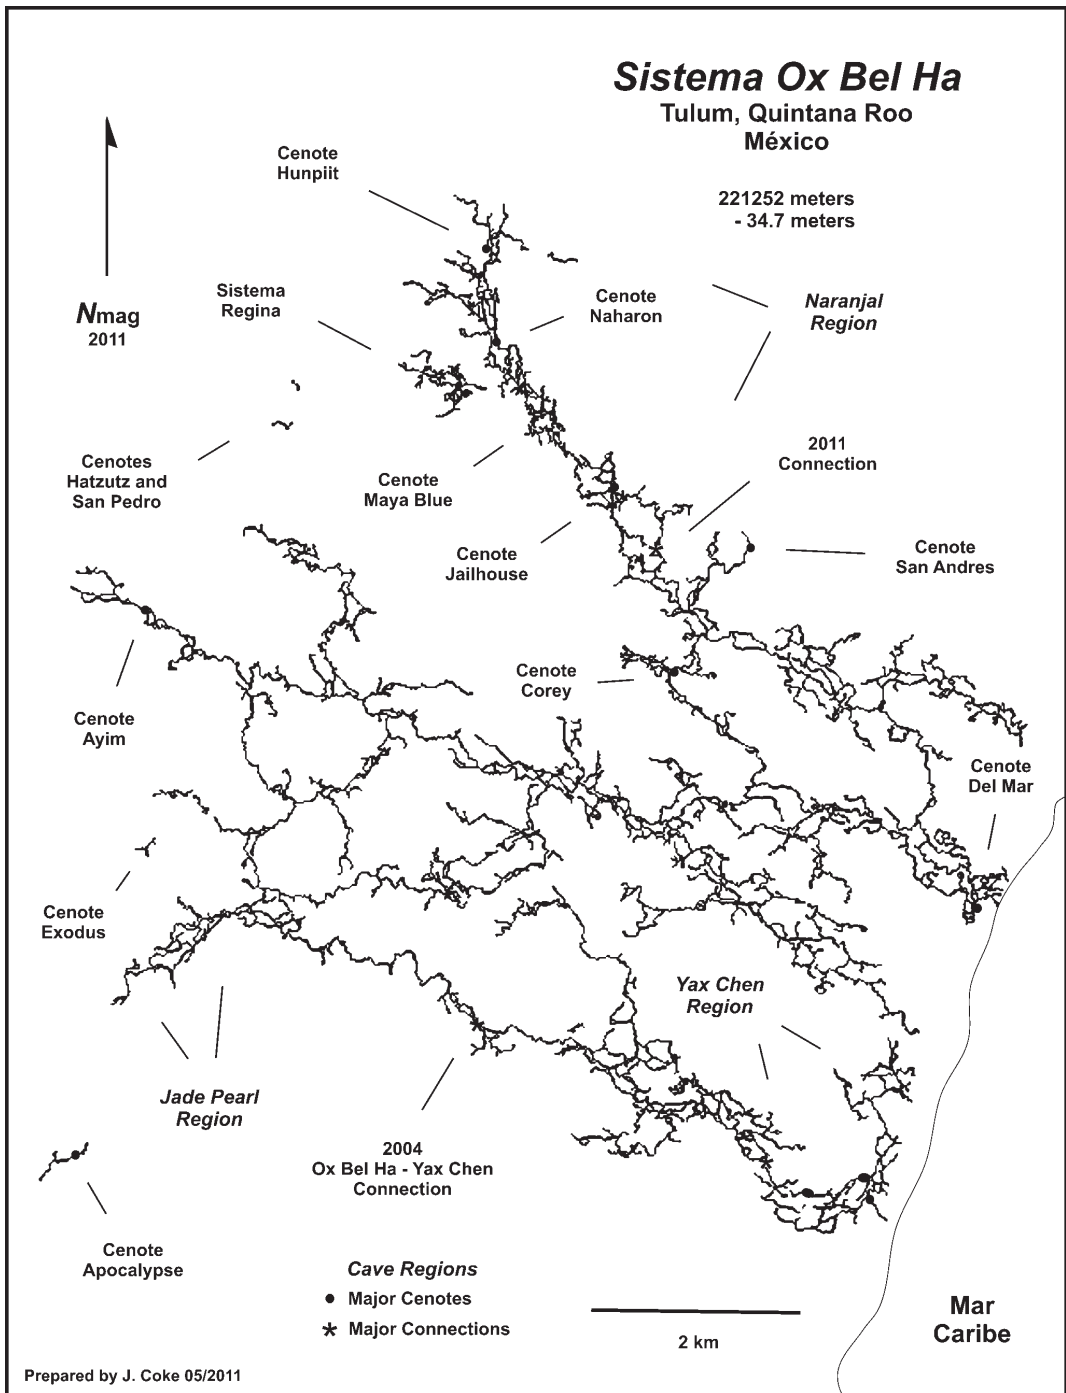 Sistema Ox Bel Ha
Tulum, Quintana Roo
México
221252 meters
- 34.7 meters
Nmag
2011
Cenote
Hunpiit
Sistema
Regina
Cenote
Naharon
Naranjal
Region
Cenotes
Hatzutz and
San Pedro
Cenote
Maya Blue
2011
Connection
Cenote
Jailhouse
Cenote
San Andres
Cenote
Corey
Cenote
Ayim
Cenote
Del Mar
Cenote
Exodus
Yax Chen
Region
Jade Pearl
Region
2004
Ox Bel Ha - Yax Chen
Connection
Cenote
Apocalypse
Cave Regions
Major Cenotes
Major Connections
2 km
Mar
Caribe
Prepared by J. Coke 05/2011